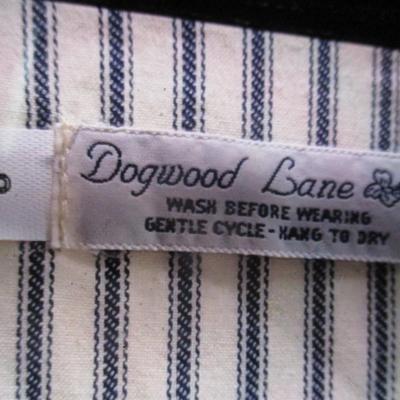 Dogwood Lane
WASH BEFORE WEARING
GENTLE CYCLE-HANG TO DRY